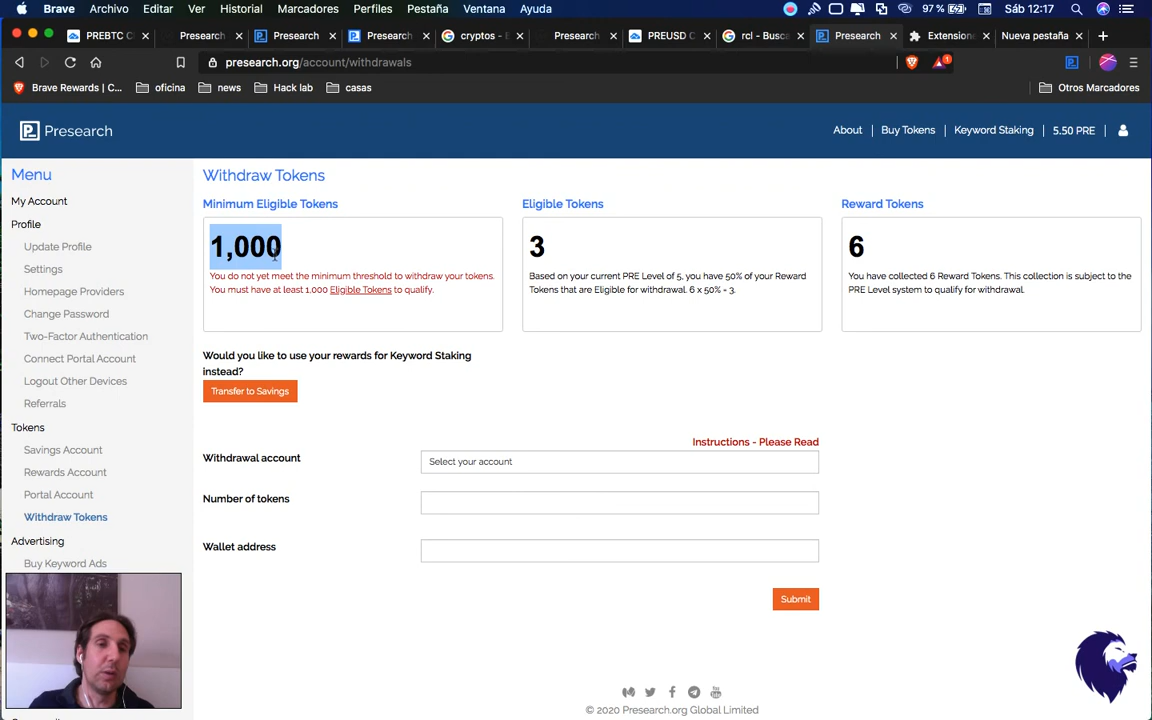 Brave Archivo Editar Ver Historial Marcadores Perfiles Pestaña Ventana Ayuda 97 % Sáb 12:17
PREBTC C × Presearch × Presearch × Presearch × cryptos - B × Presearch × PREUSD C × rcl - Busca × Presearch × Extensione × Nueva pestaña × +
presearch.org/account/withdrawals 1
Brave Rewards | C... oficina news Hack lab casas Otros Marcadores
Presearch About Buy Tokens Keyword Staking 5.50 PRE
Menu
My Account
Profile
Update Profile
Settings
Homepage Providers
Change Password
Two-Factor Authentication
Connect Portal Account
Logout Other Devices
Referrals
Tokens
Savings Account
Rewards Account
Portal Account
Withdraw Tokens
Advertising
Buy Keyword Ads
Withdraw Tokens
Minimum Eligible Tokens
1,000
You do not yet meet the minimum threshold to withdraw your tokens.
You must have at least 1,000 Eligible Tokens to qualify.
Eligible Tokens
3
Based on your current PRE Level of 5, you have 50% of your Reward
Tokens that are Eligible for withdrawal. 6 x 50% = 3.
Reward Tokens
6
You have collected 6 Reward Tokens. This collection is subject to the
PRE Level system to qualify for withdrawal.
Would you like to use your rewards for Keyword Staking
instead?
Transfer to Savings
Instructions - Please Read
Withdrawal account Select your account
Number of tokens
Wallet address
Submit
© 2020 Presearch.org Global Limited